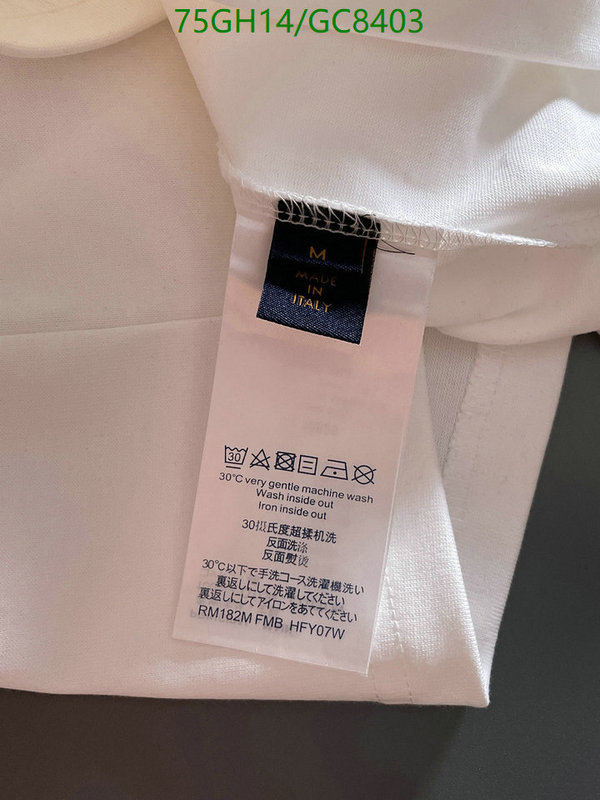 75GH14/GC8403
M
MADE
IN
ITALY
30
30°C very gentle machine wash
Wash inside out
Iron inside out
30摄氏度超揉机洗
反面洗涤
反面熨烫
30℃以下で手洗コース洗濯機洗い
裏返しにして洗濯してください
裏返しにしてアイロンをあててください
RM182M FMB HFY07W